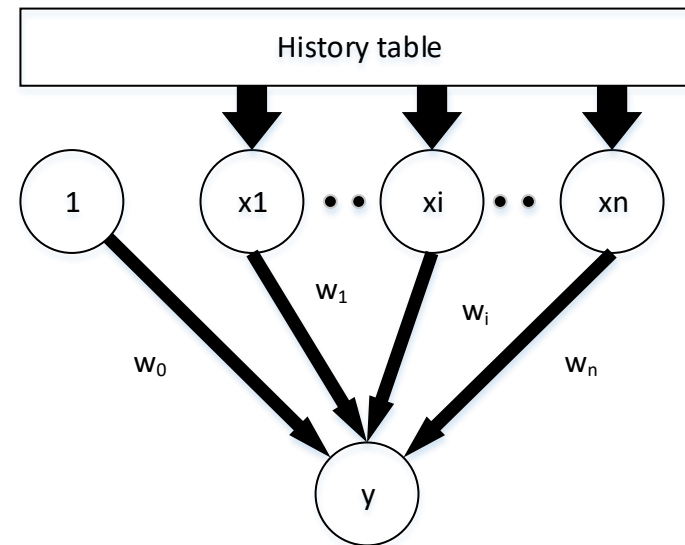 History table
1 x1 xi xn
w₁
wᵢ
w₀ wₙ
y